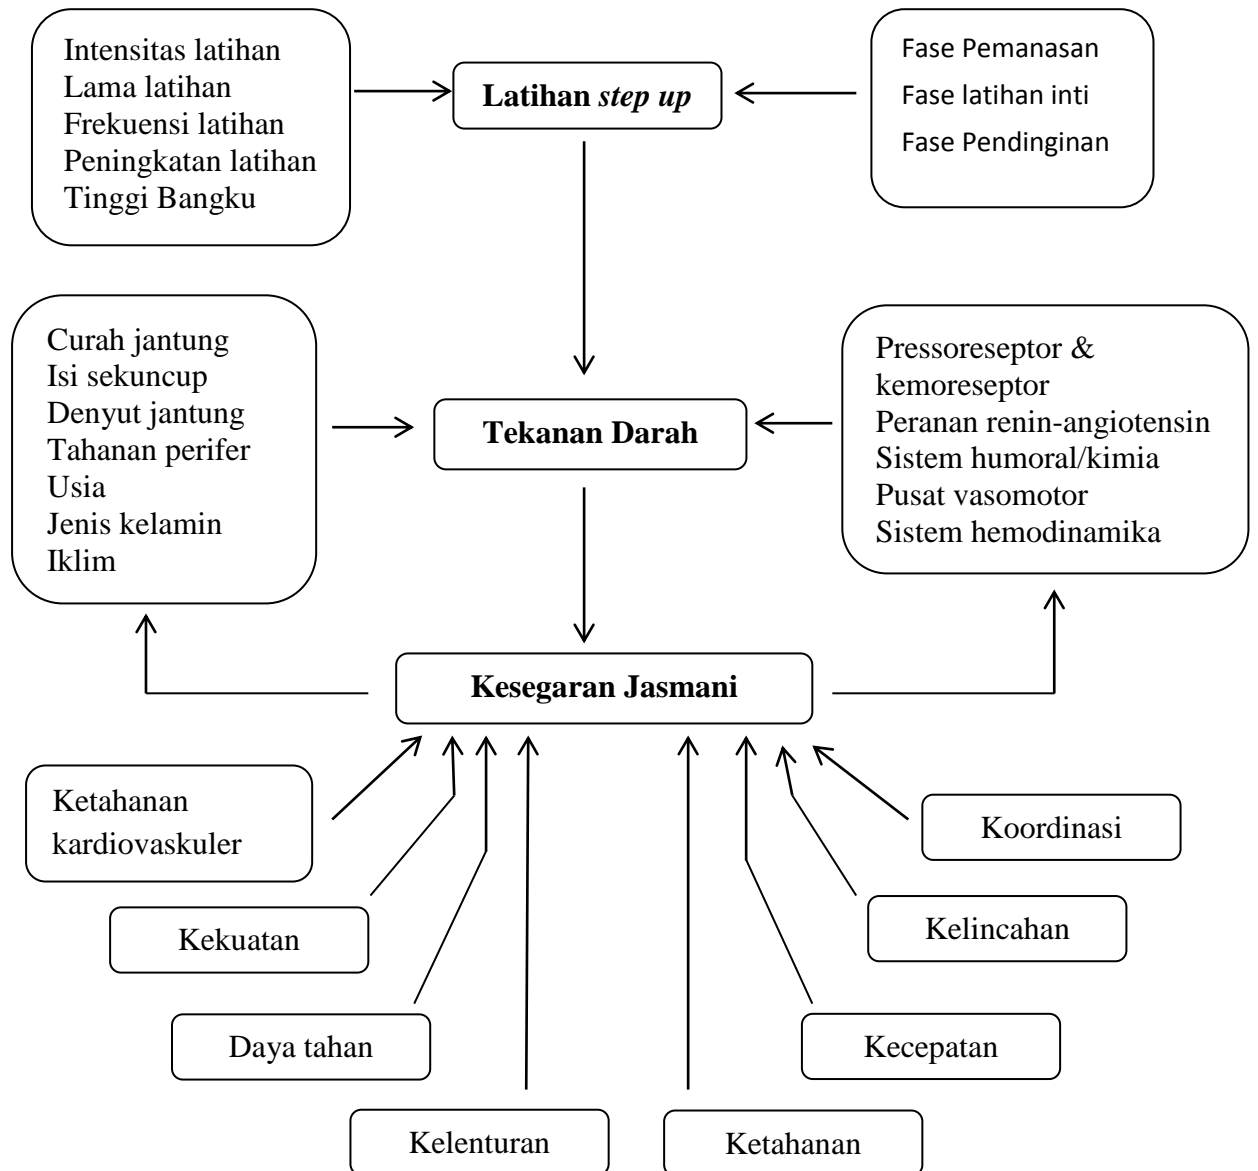 Intensitas latihan
Lama latihan
Frekuensi latihan
Peningkatan latihan
Tinggi Bangku
Latihan step up
Fase Pemanasan
Fase latihan inti
Fase Pendinginan
Curah jantung
Isi sekuncup
Denyut jantung
Tahanan perifer
Usia
Jenis kelamin
Iklim
Tekanan Darah
Pressoreseptor &
kemoreseptor
Peranan renin-angiotensin
Sistem humoral/kimia
Pusat vasomotor
Sistem hemodinamika
Kesegaran Jasmani
Ketahanan
kardiovaskuler
Koordinasi
Kekuatan
Kelincahan
Daya tahan
Kecepatan
Kelenturan
Ketahanan